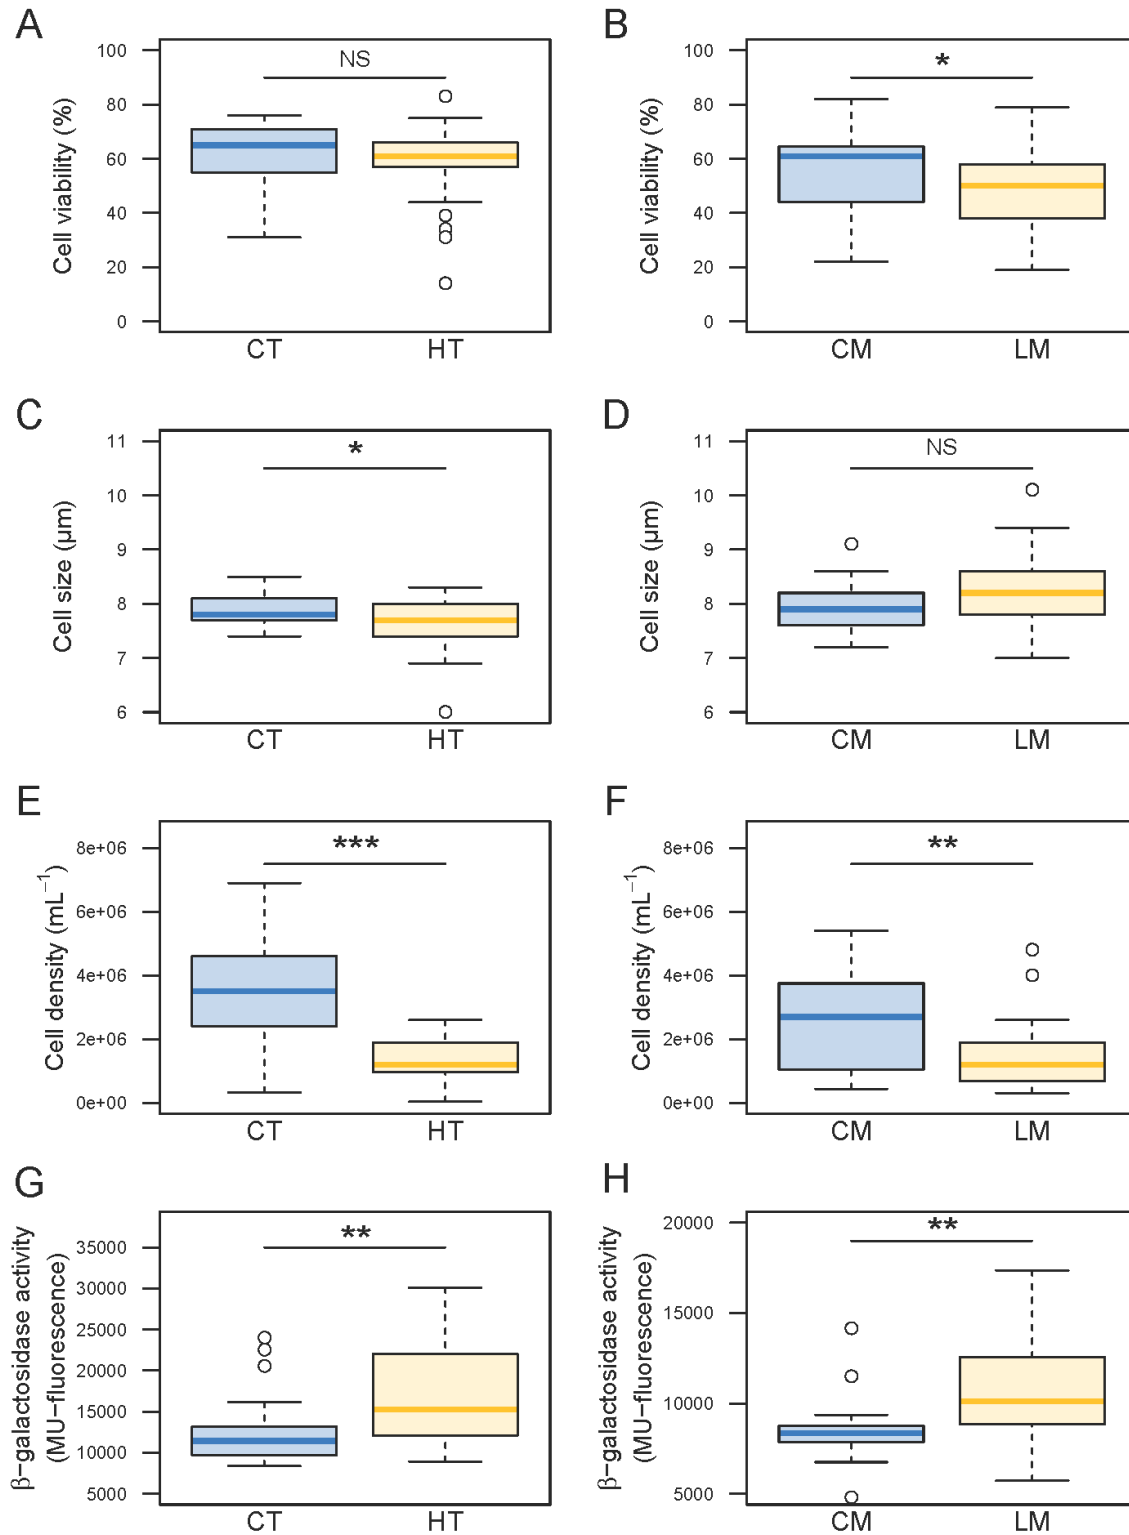 A
B
NS
*
100
80
60
40
20
0
Cell viability (%)
CT
HT
100
80
60
40
20
0
Cell viability (%)
CM
LM
C
D
*
NS
11
10
9
8
7
6
Cell size (µm)
CT
HT
11
10
9
8
7
6
Cell size (µm)
CM
LM
E
F
***
**
8e+06
6e+06
4e+06
2e+06
0e+00
Cell density (mL⁻¹)
CT
HT
8e+06
6e+06
4e+06
2e+06
0e+00
Cell density (mL⁻¹)
CM
LM
G
H
**
**
35000
30000
25000
20000
15000
10000
5000
β−galactosidase activity
(MU−fluorescence)
CT
HT
20000
15000
10000
5000
β−galactosidase activity
(MU−fluorescence)
CM
LM